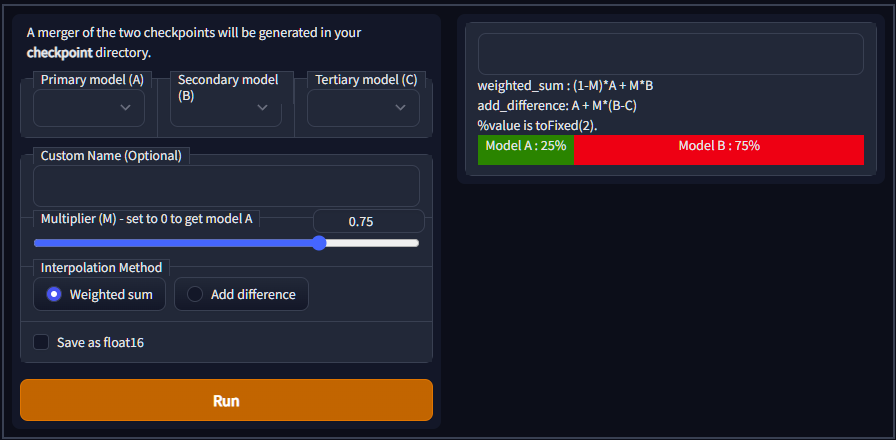 A merger of the two checkpoints will be generated in your
checkpoint directory.
Primary model (A)
Secondary model
(B)
Tertiary model (C)
Custom Name (Optional)
Multiplier (M) - set to 0 to get model A
0.75
Interpolation Method
Weighted sum
Add difference
Save as float16
Run
weighted_sum : (1-M)*A + M*B
add_difference: A + M*(B-C)
%value is toFixed(2).
Model A : 25%
Model B : 75%